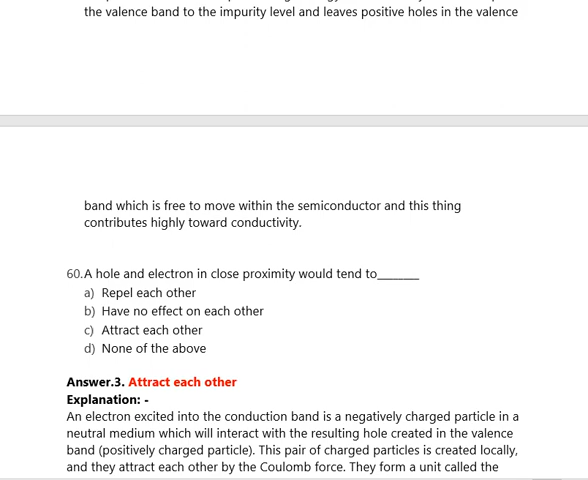 the valence band to the impurity level and leaves positive holes in the valence
band which is free to move within the semiconductor and this thing
contributes highly toward conductivity.
60.A hole and electron in close proximity would tend to________
a) Repel each other
b) Have no effect on each other
c) Attract each other
d) None of the above
Answer.3. Attract each other
Explanation: -
An electron excited into the conduction band is a negatively charged particle in a
neutral medium which will interact with the resulting hole created in the valence
band (positively charged particle). This pair of charged particles is created locally,
and they attract each other by the Coulomb force. They form a unit called the